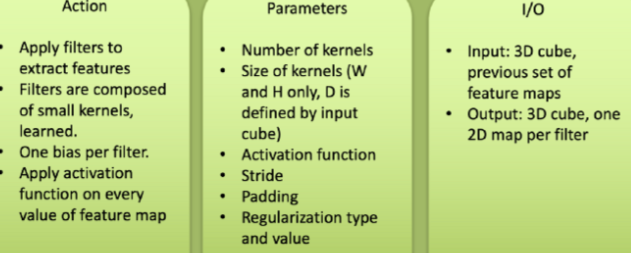 Action
• Apply filters to
extract features
• Filters are composed
of small kernels,
learned.
• One bias per filter.
• Apply activation
function on every
value of feature map
Parameters
• Number of kernels
• Size of kernels (W
and H only, D is
defined by input
cube)
• Activation function
• Stride
• Padding
• Regularization type
and value
I/O
• Input: 3D cube,
previous set of
feature maps
• Output: 3D cube, one
2D map per filter